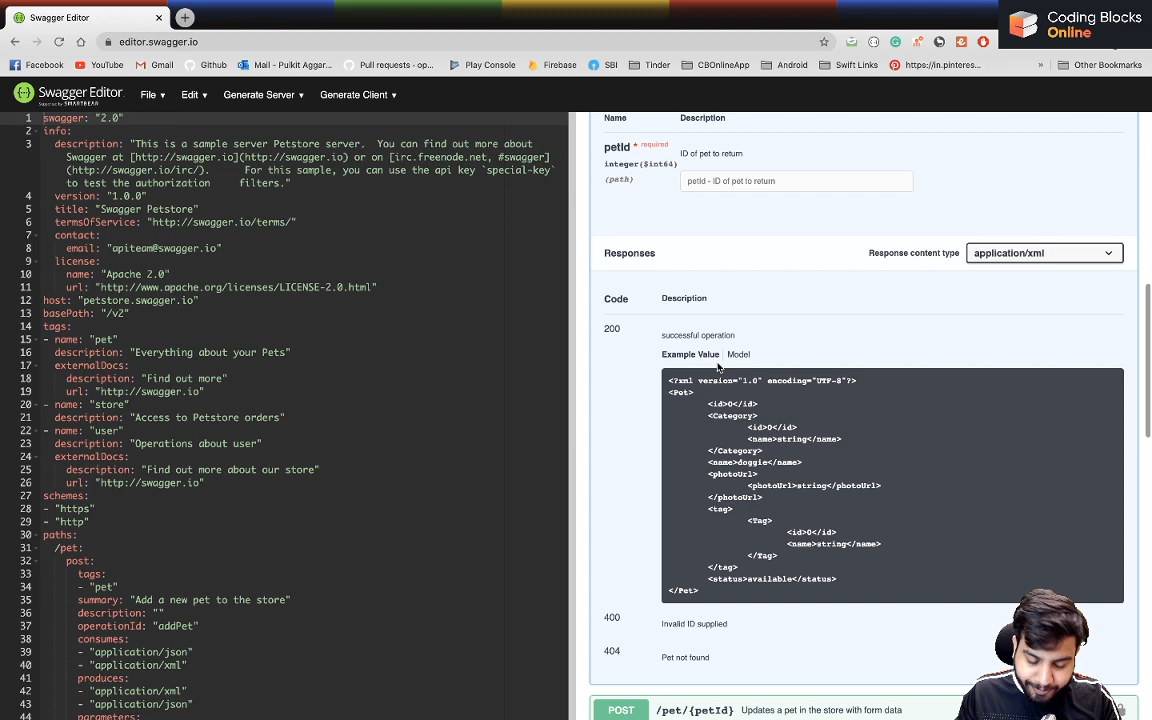 Swagger Editor
editor.swagger.io
Coding Blocks
Online
Facebook YouTube Gmail Github Mail - Pulkit Aggar... Pull requests - op... Play Console Firebase SBI Tinder CBOnlineApp Android Swift Links https://in.pinteres... » Other Bookmarks
Swagger Editor
Supported by SMARTBEAR
File Edit Generate Server Generate Client
1 swagger: "2.0"
2 info:
3 description: "This is a sample server Petstore server.  You can find out more about
Swagger at [http://swagger.io](http://swagger.io) or on [irc.freenode.net, #swagger]
(http://swagger.io/irc/).      For this sample, you can use the api key `special-key`
to test the authorization     filters."
4 version: "1.0.0"
5 title: "Swagger Petstore"
6 termsOfService: "http://swagger.io/terms/"
7 contact:
8 email: "apiteam@swagger.io"
9 license:
10 name: "Apache 2.0"
11 url: "http://www.apache.org/licenses/LICENSE-2.0.html"
12 host: "petstore.swagger.io"
13 basePath: "/v2"
14 tags:
15 - name: "pet"
16 description: "Everything about your Pets"
17 externalDocs:
18 description: "Find out more"
19 url: "http://swagger.io"
20 - name: "store"
21 description: "Access to Petstore orders"
22 - name: "user"
23 description: "Operations about user"
24 externalDocs:
25 description: "Find out more about our store"
26 url: "http://swagger.io"
27 schemes:
28 - "https"
29 - "http"
30 paths:
31 /pet:
32 post:
33 tags:
34 - "pet"
35 summary: "Add a new pet to the store"
36 description: ""
37 operationId: "addPet"
38 consumes:
39 - "application/json"
40 - "application/xml"
41 produces:
42 - "application/xml"
43 - "application/json"
parameters:
Name Description
petId * required
integer($int64)
(path)
ID of pet to return
petId - ID of pet to return
Responses Response content type application/xml
Code Description
200
successful operation
Example Value Model
<?xml version="1.0" encoding="UTF-8"?>
<Pet>
<id>0</id>
<Category>
<id>0</id>
<name>string</name>
</Category>
<name>doggie</name>
<photoUrl>
<photoUrl>string</photoUrl>
</photoUrl>
<tag>
<Tag>
<id>0</id>
<name>string</name>
</Tag>
</tag>
<status>available</status>
</Pet>
400
Invalid ID supplied
404
Pet not found
POST /pet/{petId} Updates a pet in the store with form data